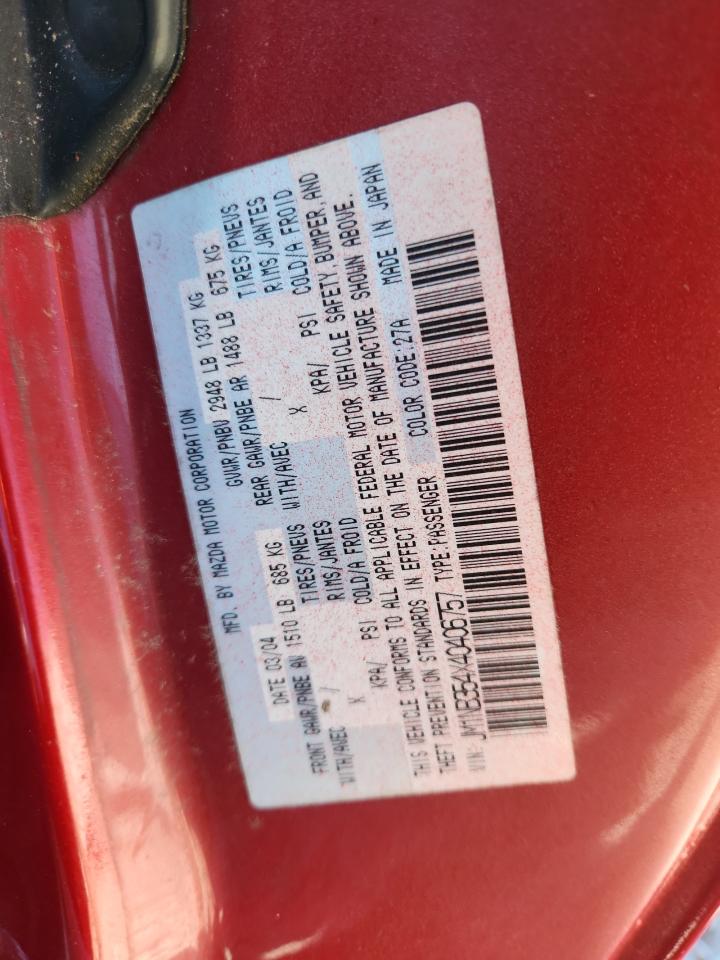 MFD. BY MAZDA MOTOR CORPORATION
DATE 03/04 GVWR/PNBV 2948 LB 1337 KG
FRONT GAWR/PNBE AV 1510 LB 685 KG REAR GAWR/PNBE AR 1488 LB 675 KG
WITH/AVEC / TIRES/PNEUS WITH/AVEC / TIRES/PNEUS
X RIMS/JANTES X RIMS/JANTES
KPA/ PSI COLD/A FROID KPA/ PSI COLD/A FROID
THIS VEHICLE CONFORMS TO ALL APPLICABLE FEDERAL MOTOR VEHICLE SAFETY, BUMPER, AND
THEFT PREVENTION STANDARDS IN EFFECT ON THE DATE OF MANUFACTURE SHOWN ABOVE.
VIN: JM1NB354X40406757 TYPE:PASSENGER COLOR CODE:27A MADE IN JAPAN